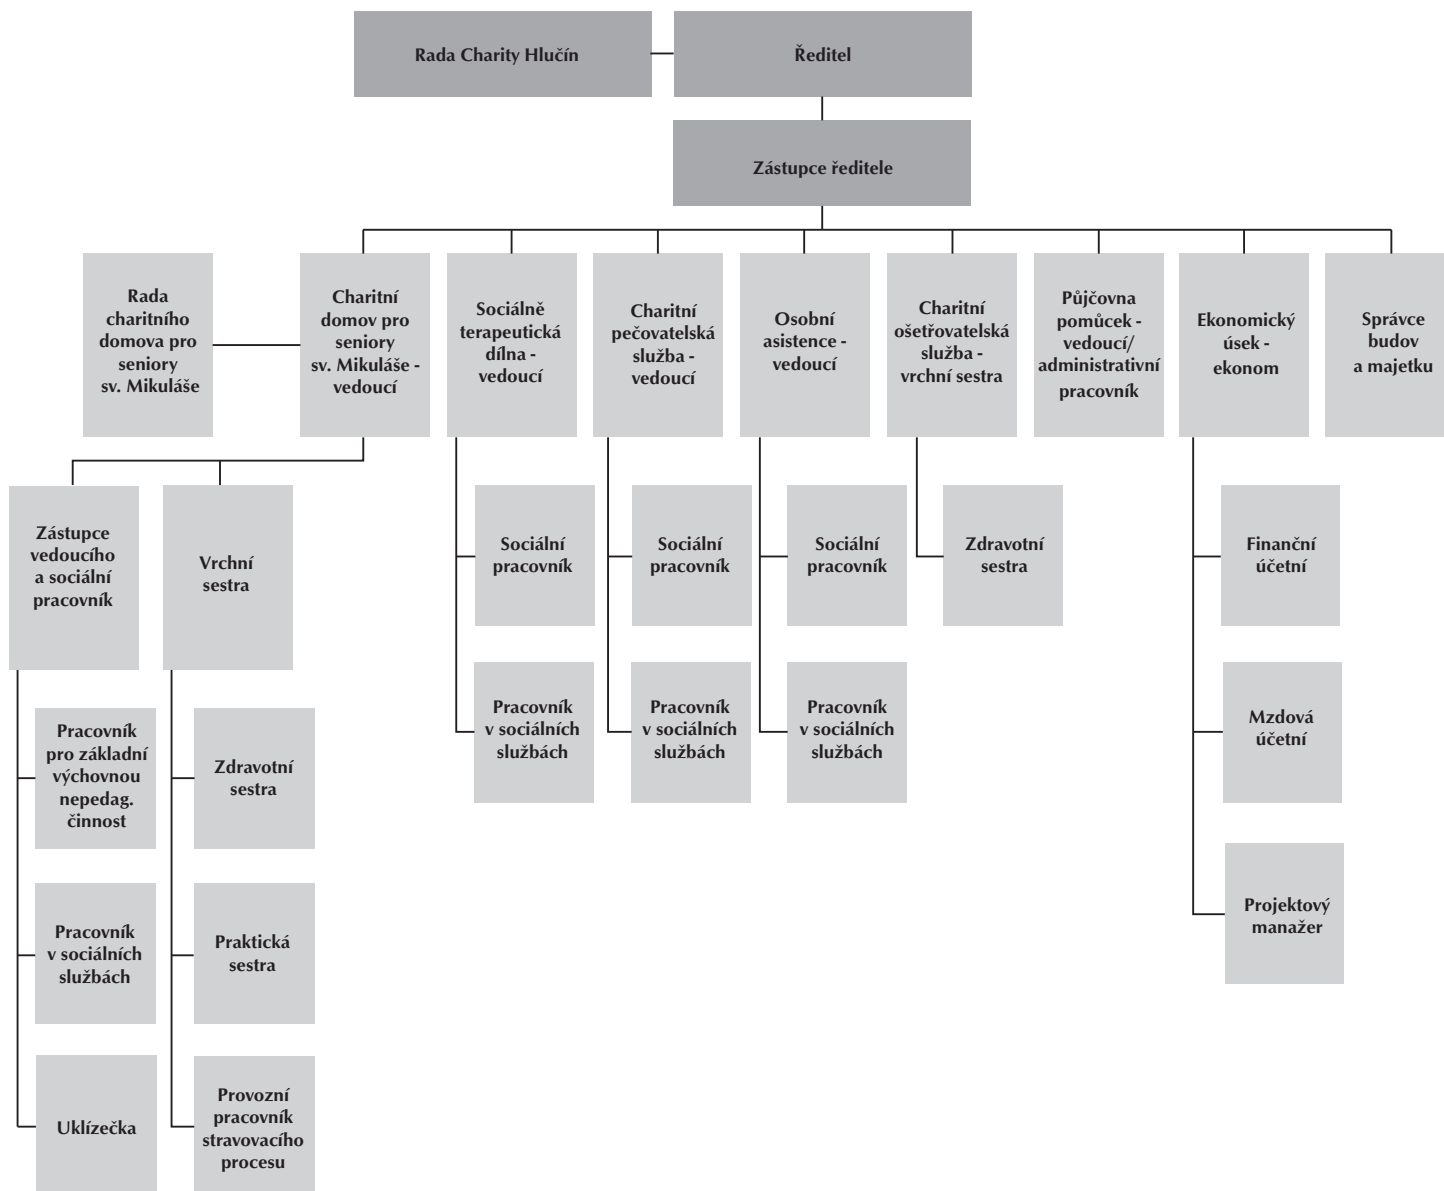 Rada Charity Hlučín
Ředitel
Zástupce ředitele
Rada
charitního
domova pro
seniory
sv. Mikuláše
Charitní
domov pro
seniory
sv. Mikuláše -
vedoucí
Sociálně
terapeutická
dílna -
vedoucí
Charitní
pečovatelská
služba -
vedoucí
Osobní
asistence -
vedoucí
Charitní
ošetřovatelská
služba -
vrchní sestra
Půjčovna
pomůcek -
vedoucí/
administrativní
pracovník
Ekonomický
úsek -
ekonom
Správce
budov
a majetku
Zástupce
vedoucího
a sociální
pracovník
Vrchní
sestra
Sociální
pracovník
Sociální
pracovník
Sociální
pracovník
Zdravotní
sestra
Finanční
účetní
Pracovník
v sociálních
službách
Pracovník
v sociálních
službách
Pracovník
v sociálních
službách
Mzdová
účetní
Pracovník
pro základní
výchovnou
nepedag.
činnost
Zdravotní
sestra
Projektový
manažer
Pracovník
v sociálních
službách
Praktická
sestra
Uklízečka
Provozní
pracovník
stravovacího
procesu